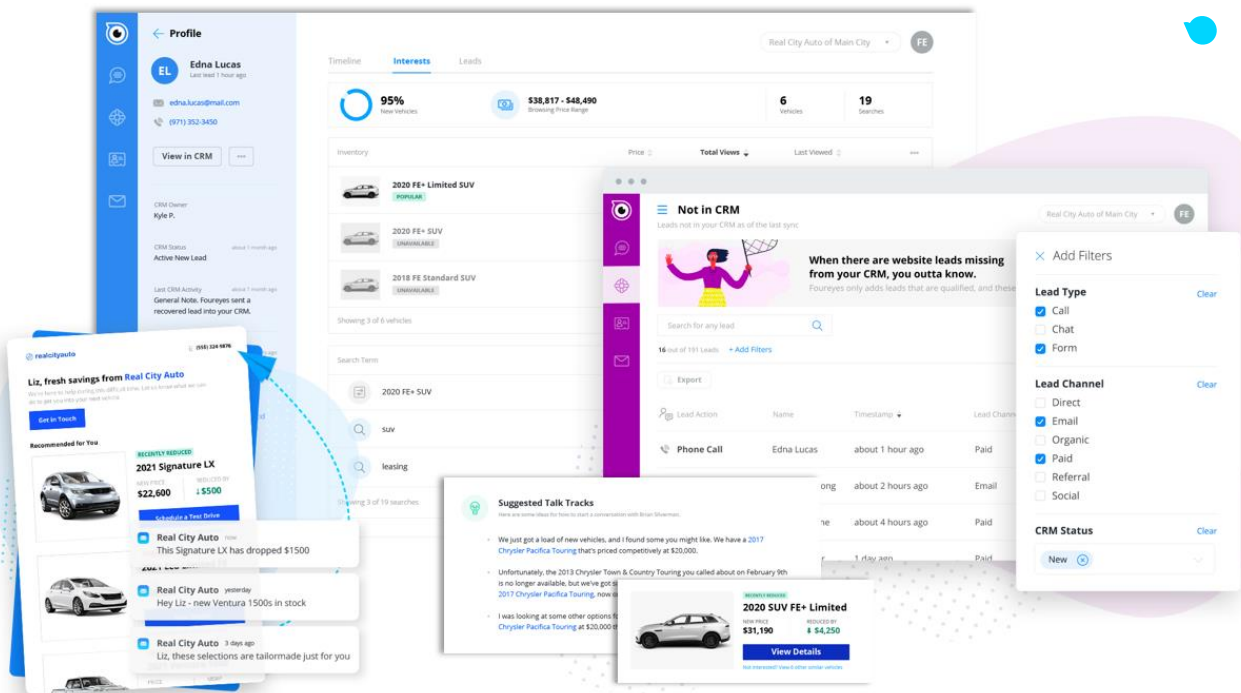 Profile
EL
Edna Lucas
Last lead 1 hour ago
edna.lucas@mail.com
(971) 352-3450
View in CRM
CRM Owner
Kyle P.
CRM Status
about 1 month ago
Active New Lead
Last CRM Activity
about 1 month ago
General Note. Foureyes sent a
recovered lead into your CRM.
Real City Auto of Main City
FE
Timeline
Interests
Leads
95%
New Vehicles
$38,817 - $48,490
Browsing Price Range
6
Vehicles
19
Searches
Inventory
Price
Total Views
Last Viewed
2020 FE+ Limited SUV
POPULAR
2020 FE+ SUV
UNAVAILABLE
2018 FE Standard SUV
UNAVAILABLE
Showing 3 of 6 vehicles
Search Term
2020 FE+ SUV
suv
leasing
Showing 3 of 19 searches
Not in CRM
Leads not in your CRM as of the last sync
Real City Auto of Main City
FE
When there are website leads missing
from your CRM, you outta know.
Foureyes only adds leads that are qualified, and these
Search for any lead
16 out of 191 Leads
+ Add Filters
Export
Lead Action
Name
Timestamp
Lead Chann
Phone Call
Edna Lucas
about 1 hour ago
Paid
ong
about 2 hours ago
Email
ne
about 4 hours ago
Paid
r
1 day ago
Paid
Add Filters
Lead Type
Clear
Call
Chat
Form
Lead Channel
Clear
Direct
Email
Organic
Paid
Referral
Social
CRM Status
Clear
New
realcityauto
(555) 324-9876
Liz, fresh savings from Real City Auto
Get in Touch
Recommended for You
RECENTLY REDUCED
2021 Signature LX
NEW PRICE
REDUCED BY
$22,600
$500
Schedule a Test Drive
Real City Auto now
This Signature LX has dropped $1500
Real City Auto yesterday
Hey Liz - new Ventura 1500s in stock
Real City Auto 3 days ago
Liz, these selections are tailormade just for you
PRICE
Suggested Talk Tracks
Here are some ideas for how to start a conversation with Brian Silverman.
We just got a load of new vehicles, and I found some you might like. We have a 2017
Chrysler Pacifica Touring that's priced competitively at $20,000.
Unfortunately, the 2013 Chrysler Town & Country Touring you called about on February 9th
is no longer available, but we've got s
2017 Chrysler Pacifica Touring, now o
I was looking at some other options fo
Chrysler Pacifica Touring at $20,000 th
RECENTLY REDUCED
2020 SUV FE+ Limited
NEW PRICE
REDUCED BY
$31,190
$4,250
View Details
Not interested? View 6 other similar vehicles